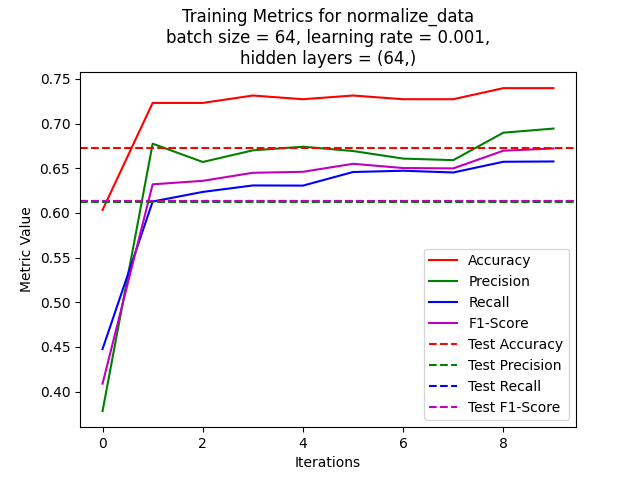 Training Metrics for normalize_data
batch size = 64, learning rate = 0.001,
hidden layers = (64,)
0.75
0.70
0.65
0.60
0.55
0.50
0.45
0.40
Metric Value
Accuracy
Precision
Recall
F1-Score
Test Accuracy
Test Precision
Test Recall
Test F1-Score
0 2 4 6 8
Iterations